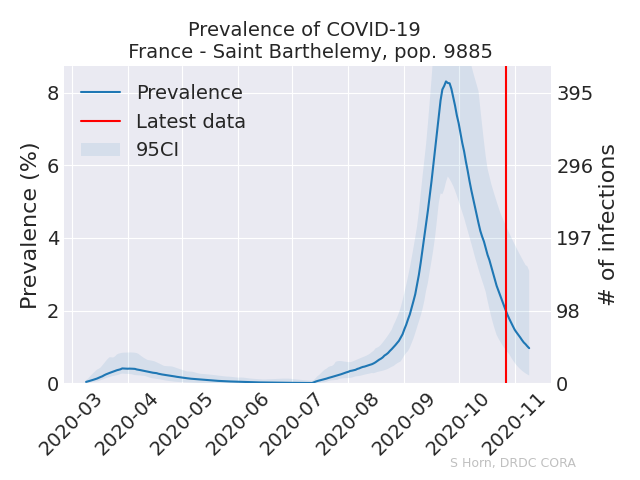 Prevalence of COVID-19
France - Saint Barthelemy, pop. 9885
Prevalence
Latest data
95CI
Prevalence (%)
8
6
4
2
0
395
296
197
98
0
# of infections
2020-03
2020-04
2020-05
2020-06
2020-07
2020-08
2020-09
2020-10
2020-11
S Horn, DRDC CORA